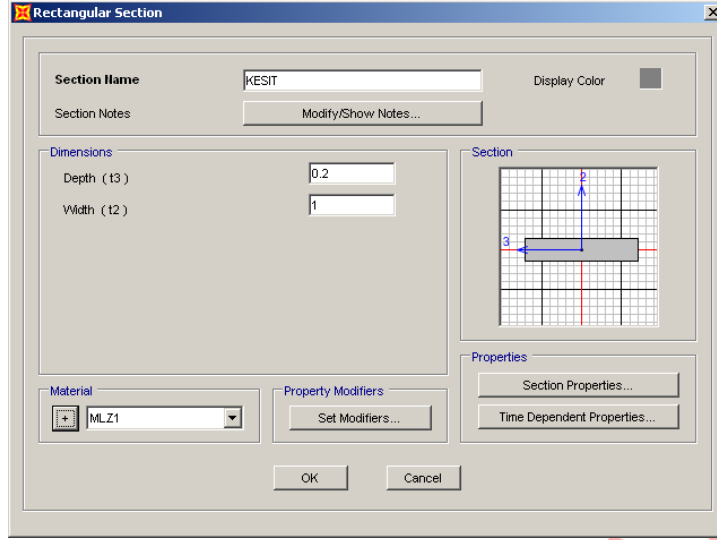 Rectangular Section
Section Name KESIT Display Color
Section Notes Modify/Show Notes...
Dimensions
Depth ( t3 ) 0.2
Width ( t2 ) 1
Section
2
3
Properties
Section Properties...
Time Dependent Properties...
Material
+ MLZ1
Property Modifiers
Set Modifiers...
OK Cancel